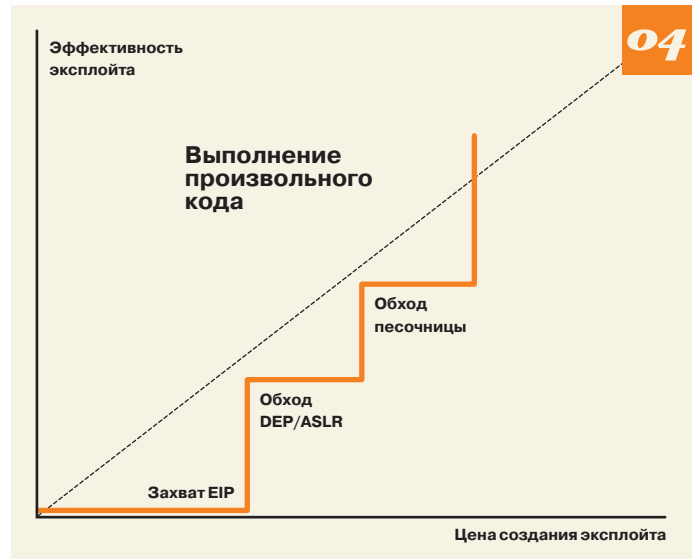 Эффективность
эксплойта
04
Выполнение
произвольного
кода
Обход
песочницы
Обход
DEP/ASLR
Захват EIP
Цена создания эксплойта